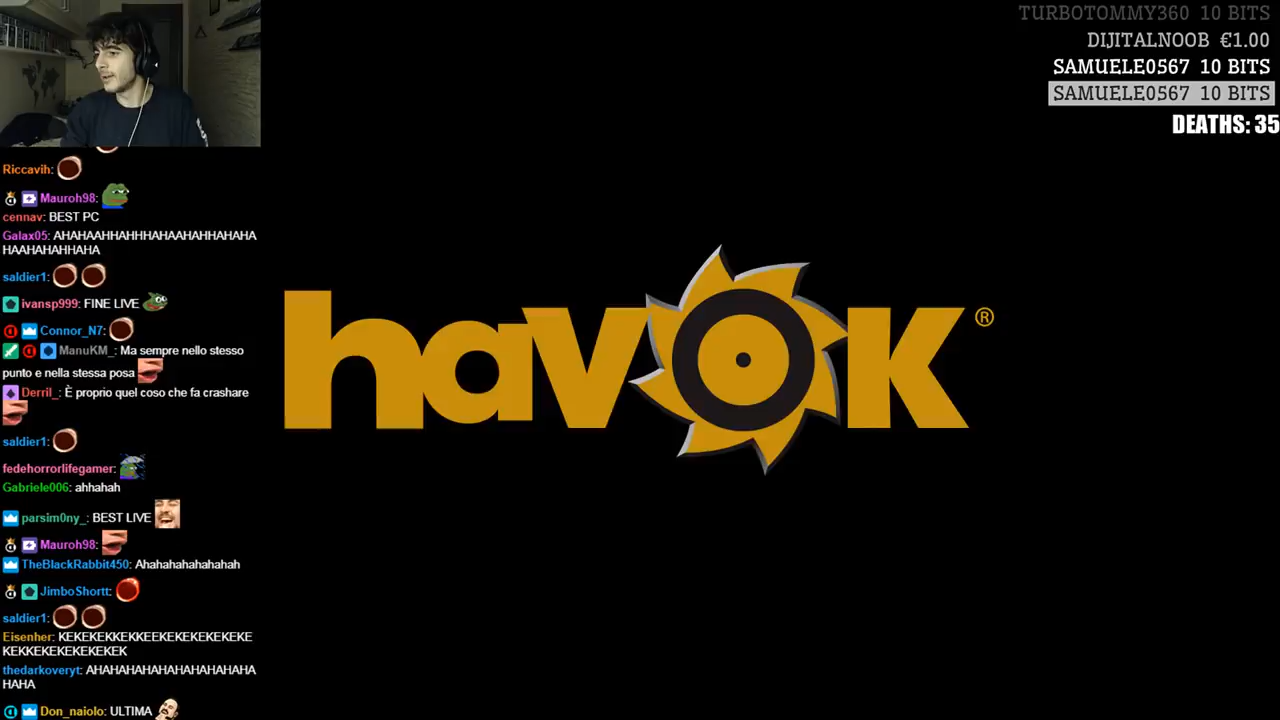 TURBOTOMMY360 10 BITS
DIJITALNOOB €1.00
SAMUELE0567 10 BITS
SAMUELE0567 10 BITS
DEATHS: 35
Riccavih:
Mauroh98:
cennav: BEST PC
Galax05: AHAHAAHHAHHHAHAAHAHHAHAHA
HAAHAHAHHAHA
saldier1:
ivansp999: FINE LIVE
Connor_N7:
ManuKM_: Ma sempre nello stesso
punto e nella stessa posa
Derril_: È proprio quel coso che fa crashare
saldier1:
fedehorrorlifegamer:
Gabriele006: ahhahah
parsim0ny_: BEST LIVE
Mauroh98:
TheBlackRabbit450: Ahahahahahahahah
JimboShortt:
saldier1:
Eisenher: KEKEKEKKEKKEEKEKEKEKEKEKE
KEKKEKEKEKEKEKEK
thedarkoveryt: AHAHAHAHAHAHAHAHAHAHA
HAHA
Don_naiolo: ULTIMA
havok ®